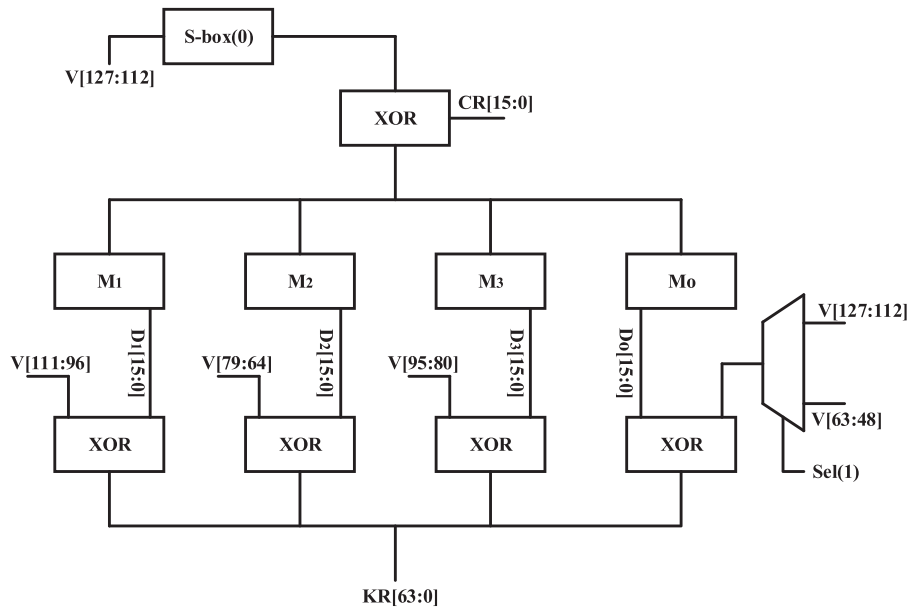 S-box(0)
V[127:112]
CR[15:0]
XOR
M1
M2
M3
Mo
V[127:112]
D1[15:0]
D2[15:0]
D3[15:0]
Do[15:0]
V[111:96]
V[79:64]
V[95:80]
V[63:48]
XOR
XOR
XOR
XOR
Sel(1)
KR[63:0]